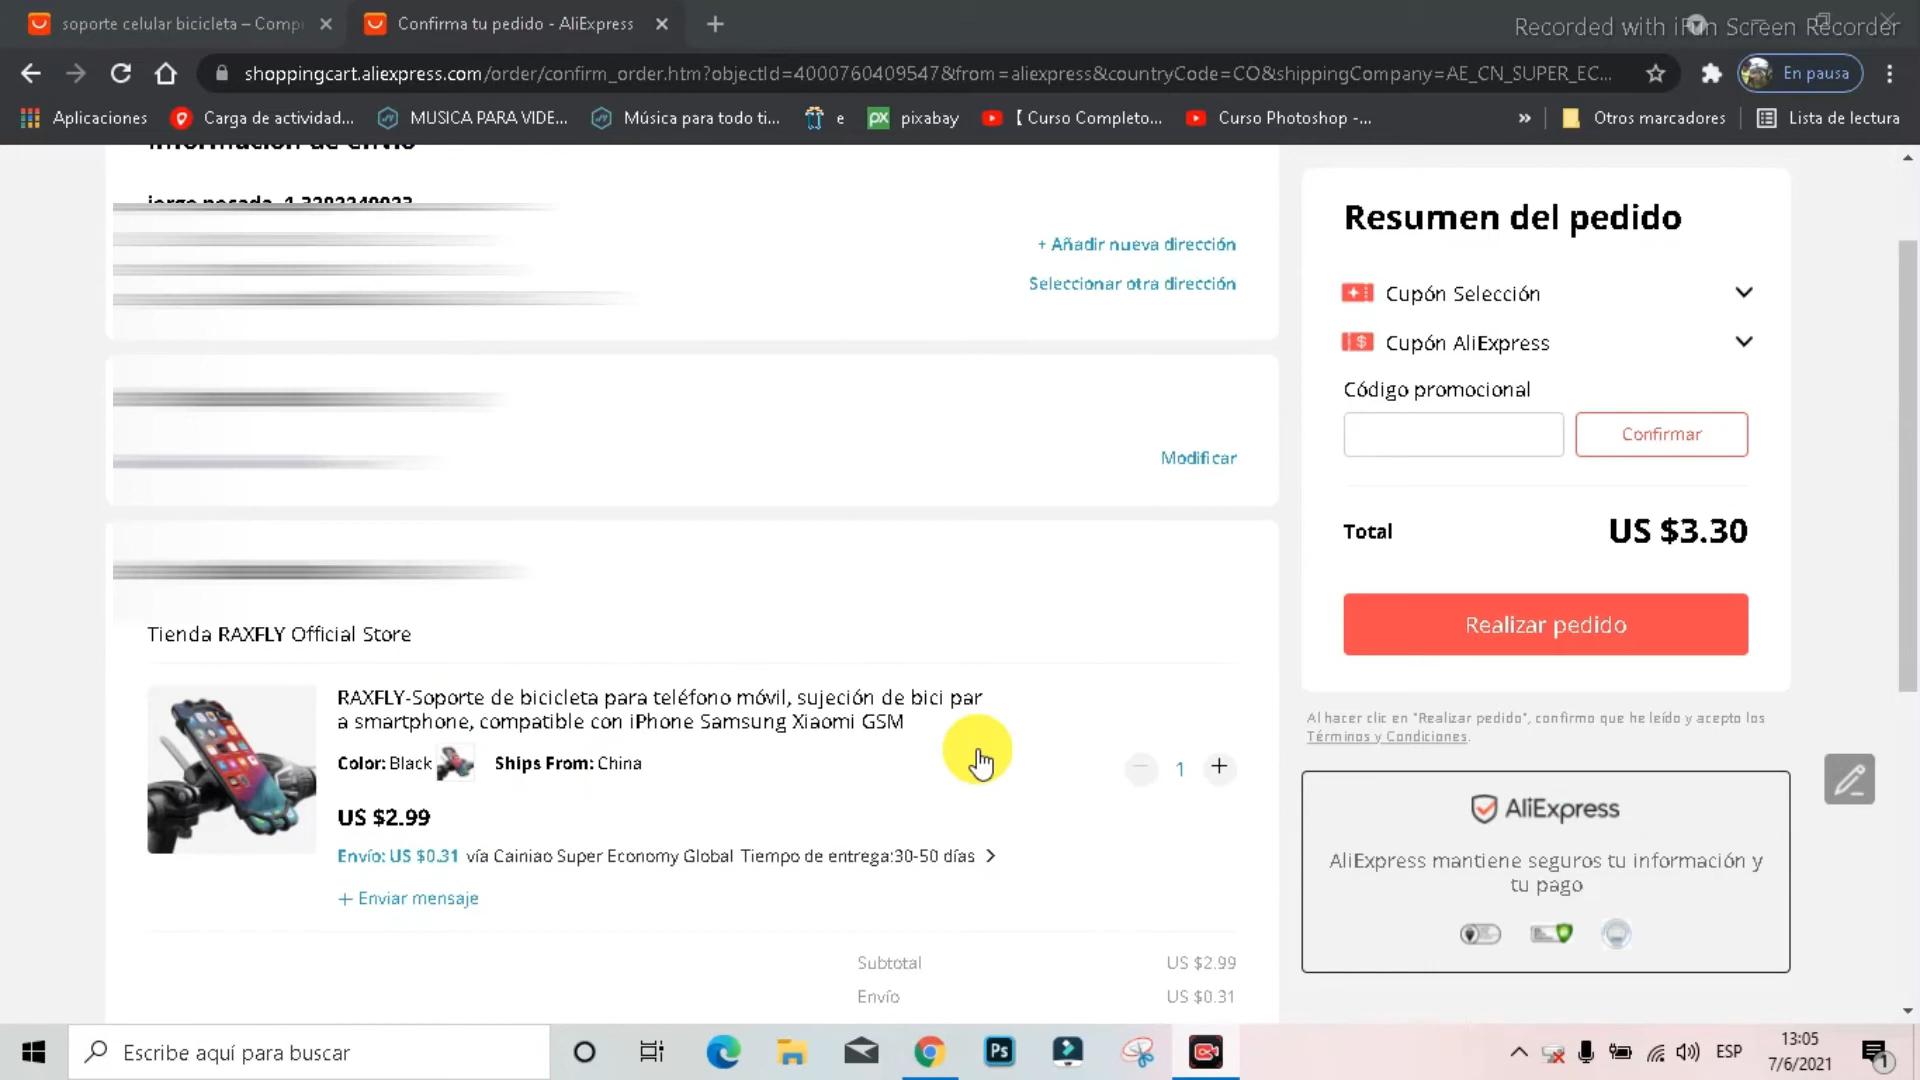 soporte celular bicicleta – Comp
Confirma tu pedido - AliExpress
Recorded with iFun Screen Recorder
shoppingcart.aliexpress.com/order/confirm_order.htm?objectId=4000760409547&from=aliexpress&countryCode=CO&shippingCompany=AE_CN_SUPER_EC...
En pausa
Aplicaciones
Carga de actividad...
MUSICA PARA VIDE...
Música para todo ti...
e
pixabay
【 Curso Completo...
Curso Photoshop -...
»
Otros marcadores
Lista de lectura
Información de envío
+ Añadir nueva dirección
Seleccionar otra dirección
Modificar
Tienda RAXFLY Official Store
RAXFLY-Soporte de bicicleta para teléfono móvil, sujeción de bici par
a smartphone, compatible con iPhone Samsung Xiaomi GSM
Color: Black Ships From: China
1
US $2.99
Envío: US $0.31 vía Cainiao Super Economy Global Tiempo de entrega:30-50 días
+ Enviar mensaje
Subtotal US $2.99
Envío US $0.31
Resumen del pedido
Cupón Selección
Cupón AliExpress
Código promocional
Confirmar
Total US $3.30
Realizar pedido
Al hacer clic en "Realizar pedido", confirmo que he leído y acepto los
Términos y Condiciones.
AliExpress
AliExpress mantiene seguros tu información y
tu pago
Escribe aquí para buscar
Ps
ESP
13:05
7/6/2021
1